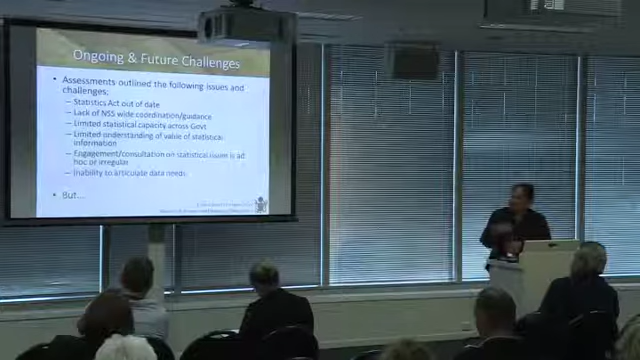 Ongoing & Future Challenges
• Assessments outlined the following issues and
challenges;
– Statistics Act out of date
– Lack of NSS wide coordination/guidance
– Limited statistical capacity across Govt
– Limited understanding of value of statistical
information
– Engagement/consultation on statistical issues is ad
hoc or irregular
– Inability to articulate data needs
• But...